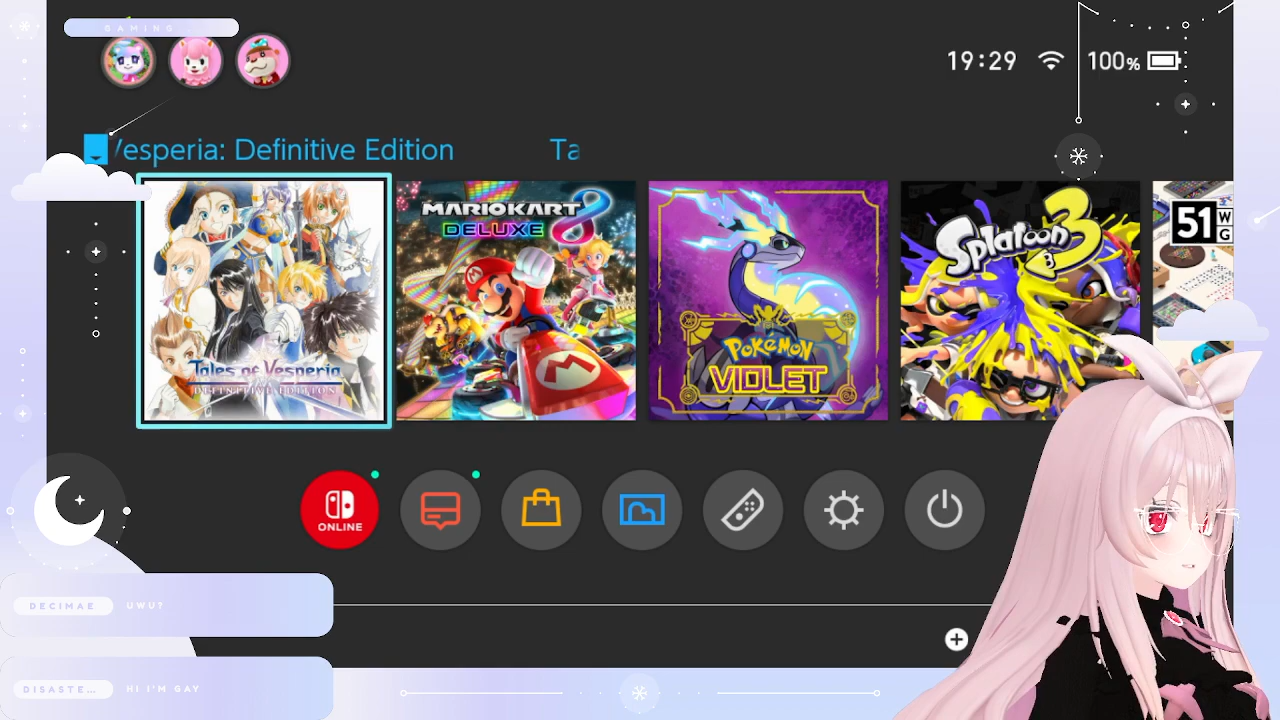 GAMING
19:29
100%
Vesperia: Definitive Edition Ta
Tales of Vesperia
DEFINITIVE EDITION
MARIOKART 8
DELUXE
POKÉMON
VIOLET
Splatoon 3
51 W
G
ONLINE
DECIMAE UWU?
DISASTE... HI I'M GAY